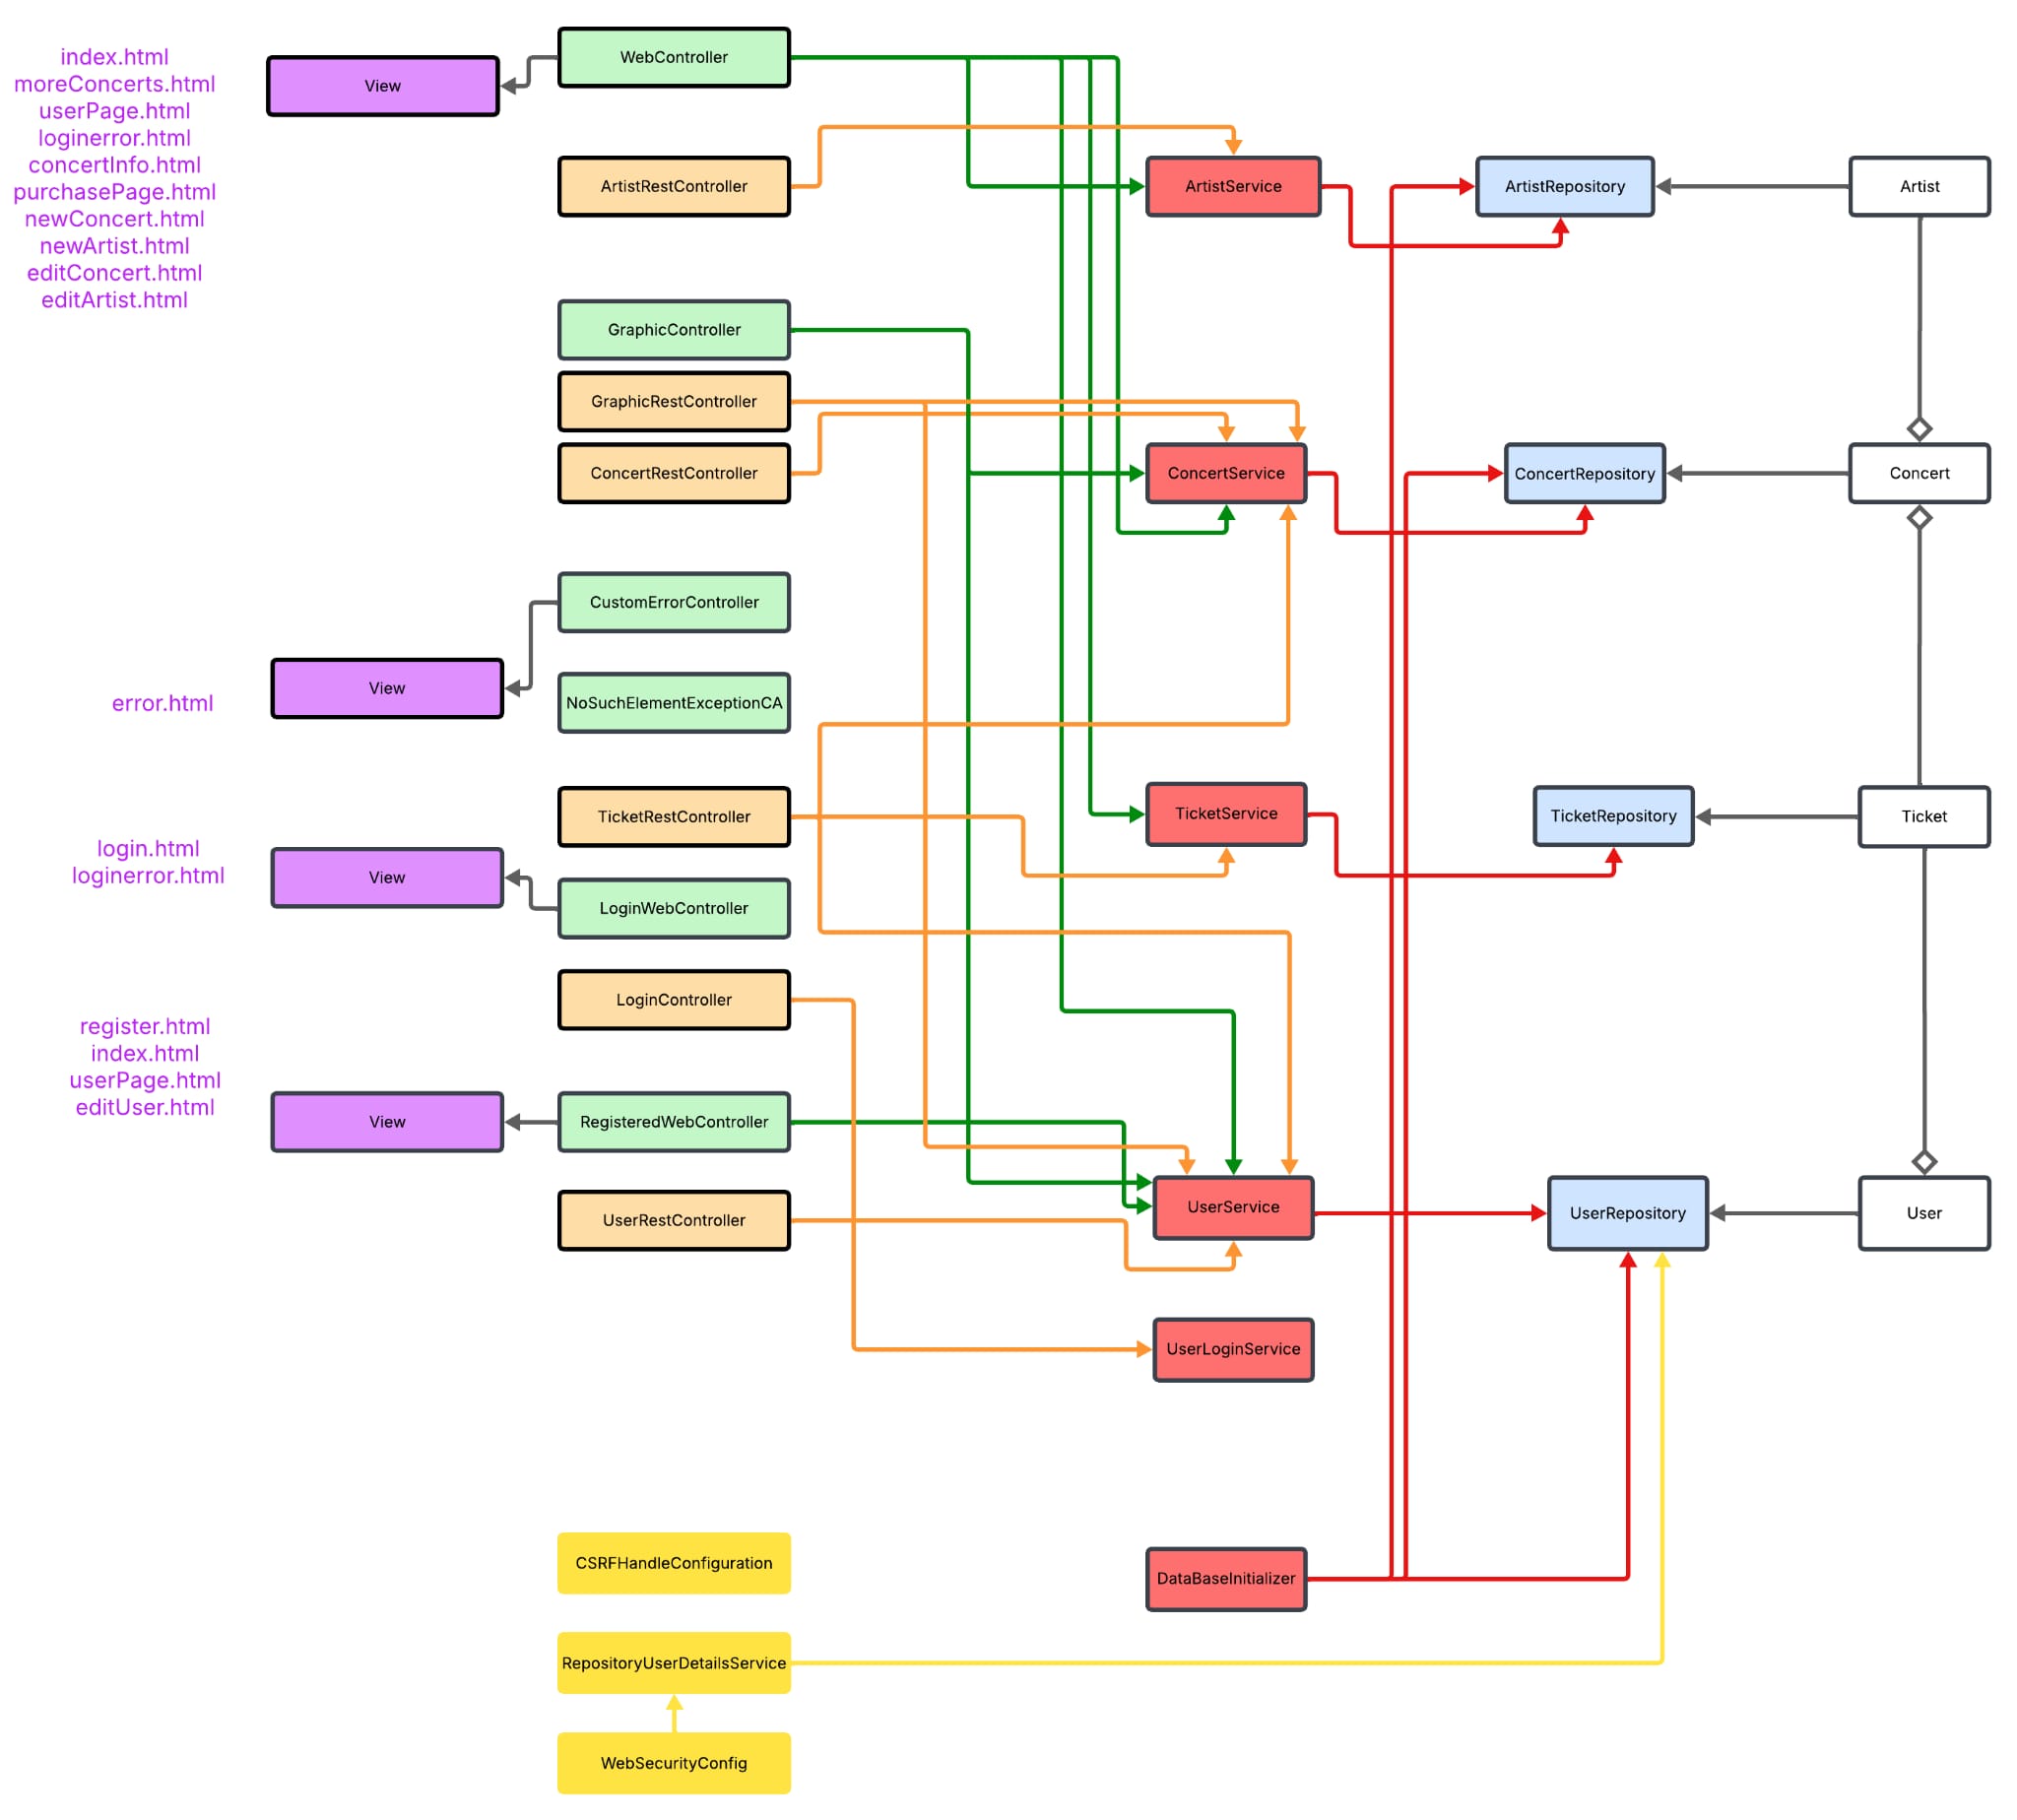 index.html
moreConcerts.html
userPage.html
loginerror.html
concertInfo.html
purchasePage.html
newConcert.html
newArtist.html
editConcert.html
editArtist.html
View
WebController
ArtistRestController
ArtistService
ArtistRepository
Artist
GraphicController
GraphicRestController
ConcertRestController
ConcertService
ConcertRepository
Concert
CustomErrorController
View
error.html
NoSuchElementExceptionCA
TicketRestController
TicketService
TicketRepository
Ticket
login.html
loginerror.html
View
LoginWebController
LoginController
register.html
index.html
userPage.html
editUser.html
View
RegisteredWebController
UserRestController
UserService
UserRepository
User
UserLoginService
CSRFHandleConfiguration
DataBaseInitializer
RepositoryUserDetailsService
WebSecurityConfig